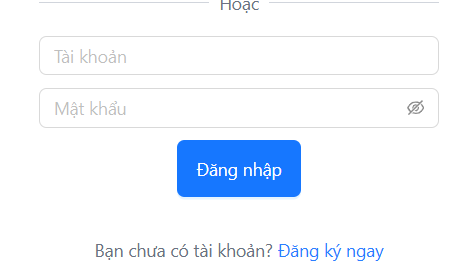 Hoặc
Tài khoản
Mật khẩu
Đăng nhập
Bạn chưa có tài khoản? Đăng ký ngay